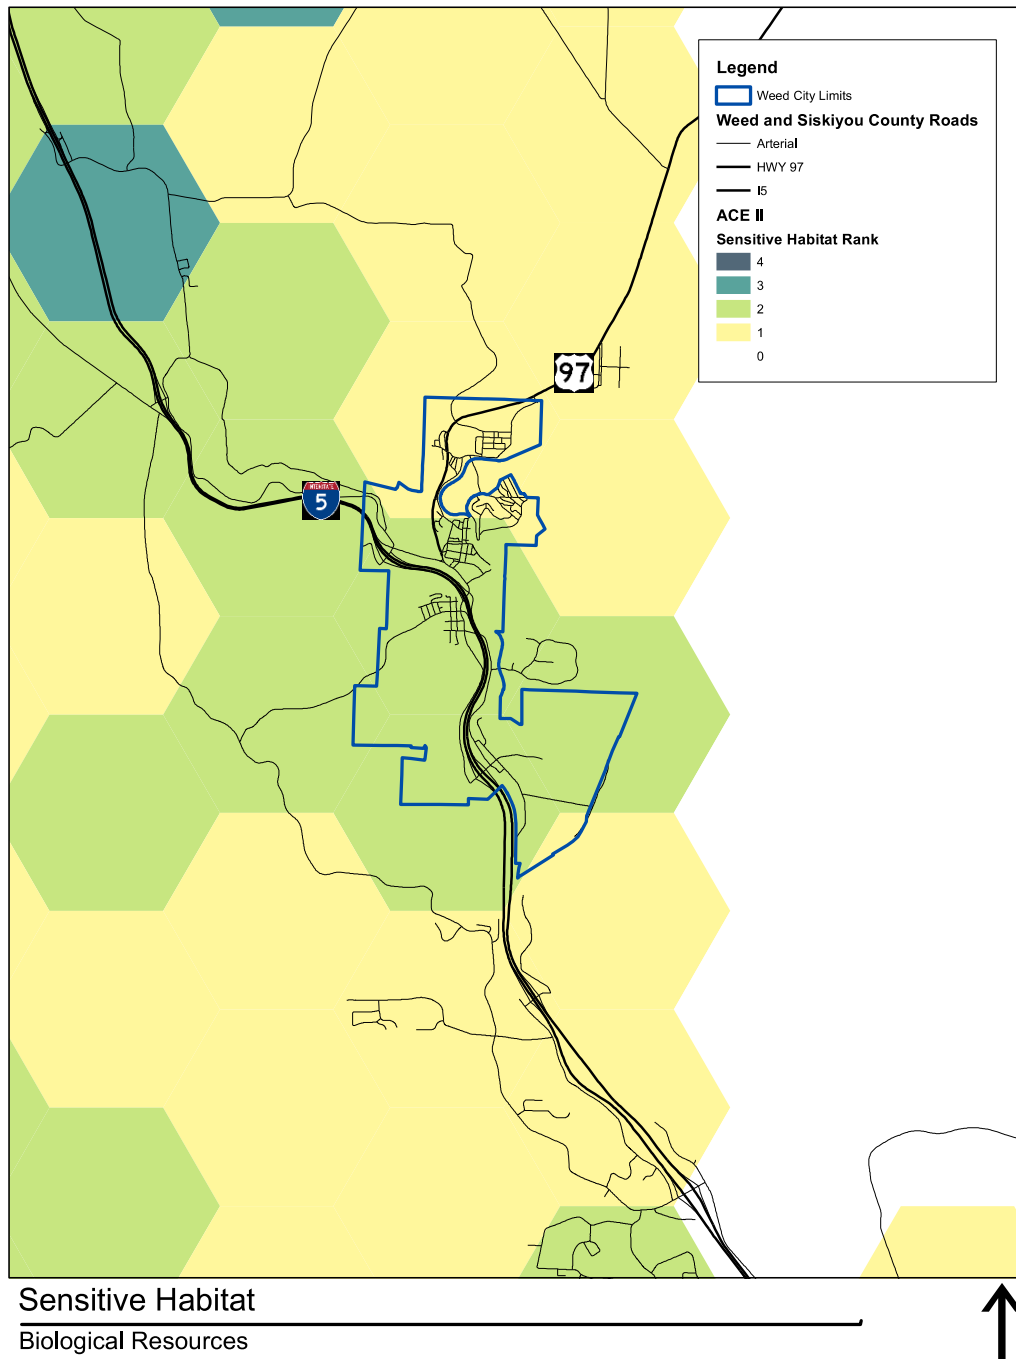 Legend
Weed City Limits
Weed and Siskiyou County Roads
Arterial
HWY 97
I5
ACE II
Sensitive Habitat Rank
4
3
2
1
0
97
INTERSTATE
5
Sensitive Habitat
Biological Resources